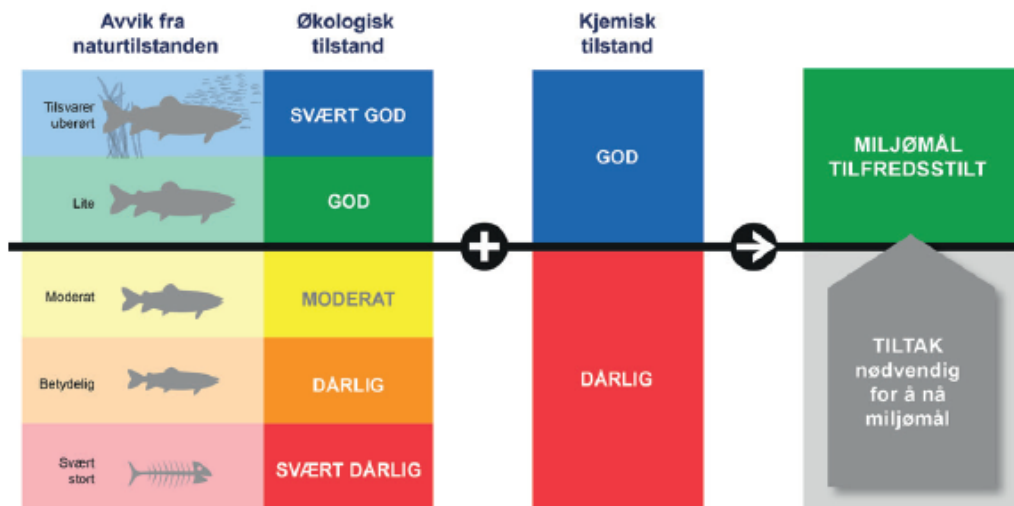 Avvik fra
naturtilstanden
Økologisk
tilstand
Kjemisk
tilstand
Tilsvarer
uberørt
SVÆRT GOD
GOD
MILJØMÅL
TILFREDSSTILT
Lite
GOD
Moderat
MODERAT
Betydelig
DÅRLIG
DÅRLIG
TILTAK
nødvendig
for å nå
miljømål
Svært
stort
SVÆRT DÅRLIG